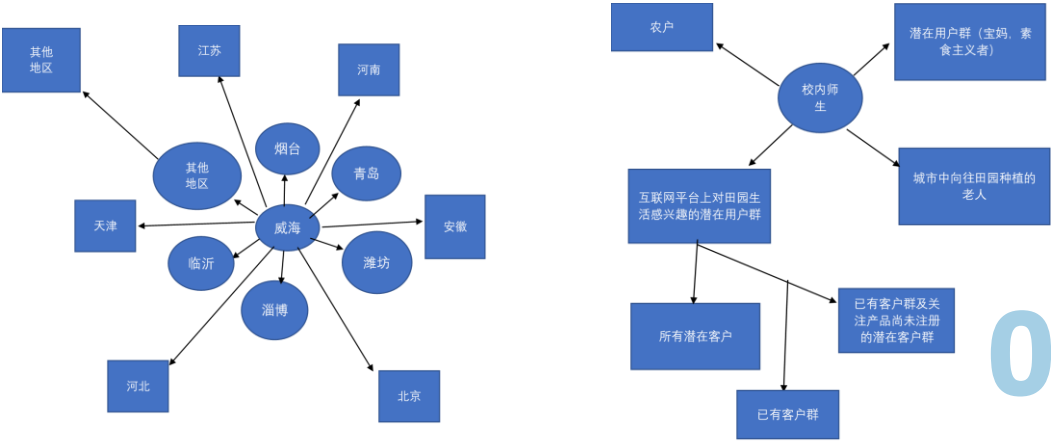 其他
地区
江苏
河南
烟台
青岛
其他
地区
天津
威海
安徽
临沂
潍坊
淄博
河北
北京
农户
潜在用户群（宝妈，素
食主义者）
校内师
生
城市中向往田园种植的
老人
互联网平台上对田园生
活感兴趣的潜在用户群
所有潜在客户
已有客户群及关
注产品尚未注册
的潜在客户群
已有客户群
0